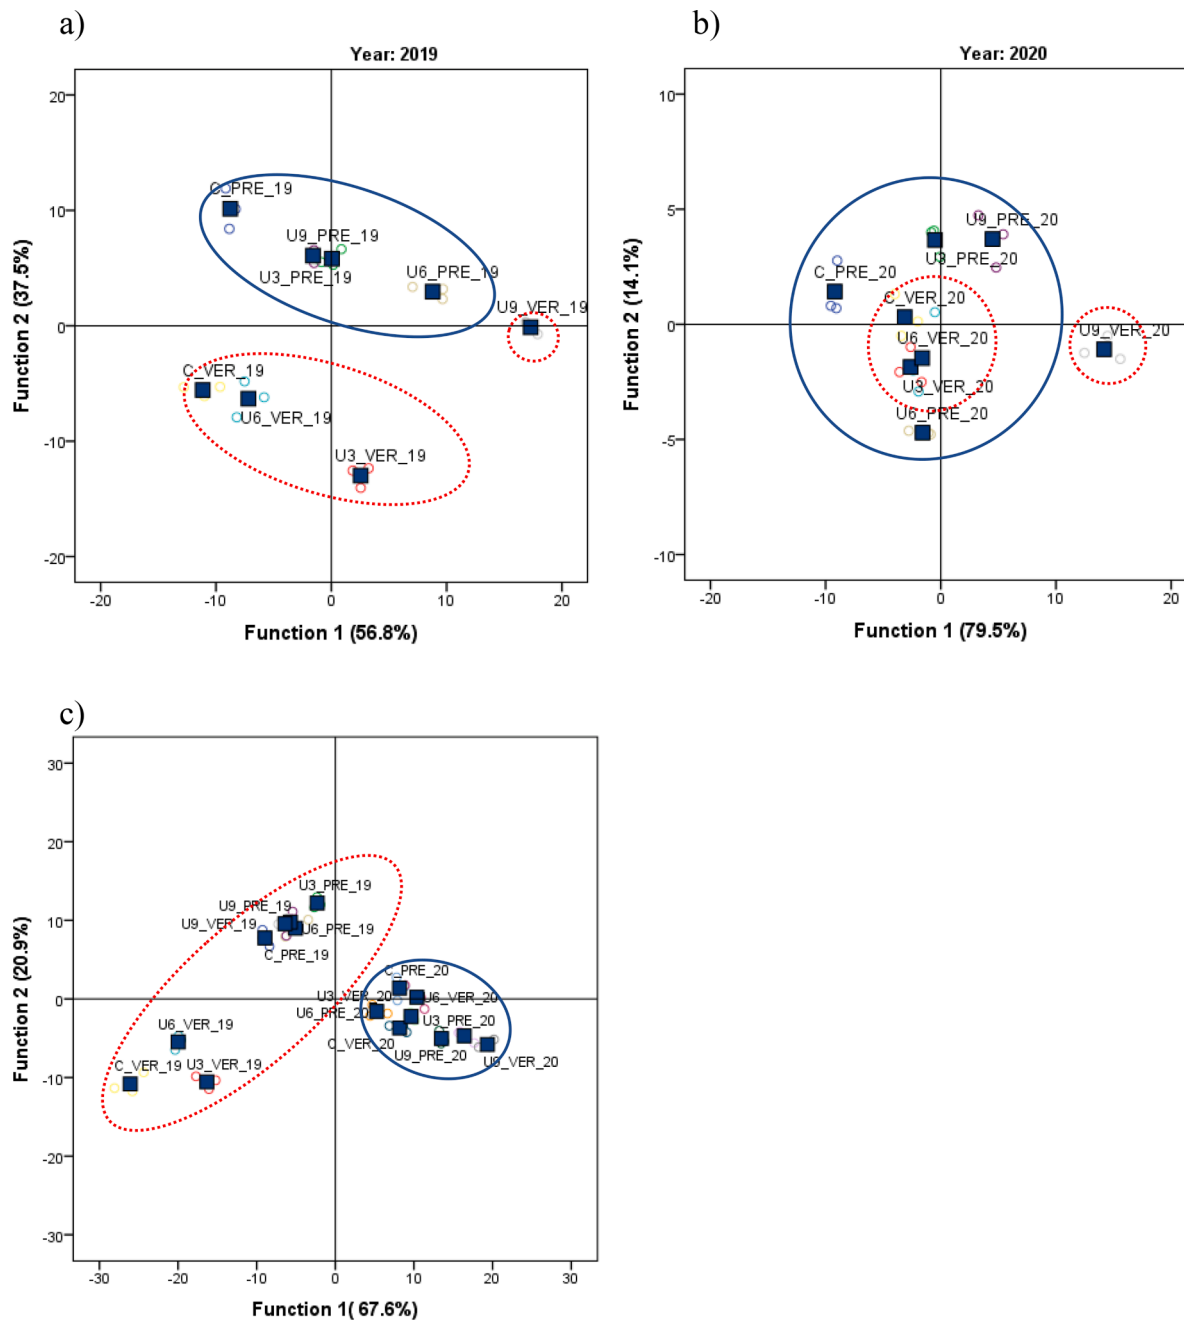 a)
Year: 2019
20
10
0
-10
-20
Function 2 (37.5%)
C_PRE_19
U9_PRE_19
U3_PRE_19
U6_PRE_19
U9_VER_19
C_VER_19
U6_VER_19
U3_VER_19
-20 -10 0 10 20
Function 1 (56.8%)
b)
Year: 2020
10
5
0
-5
-10
Function 2 (14.1%)
U9_PRE_20
U3_PRE_20
C_PRE_20
C_VER_20
U6_VER_20
U9_VER_20
U3_VER_20
U6_PRE_20
-20 -10 0 10 20
Function 1 (79.5%)
c)
30
20
10
0
-10
-20
-30
Function 2 (20.9%)
U3_PRE_19
U9_PRE_19
U9_VER_19
U6_PRE_19
C_PRE_19
C_PRE_20
U3_VER_20
U6_VER_20
U6_PRE_20
U3_PRE_20
C_VER_20
U9_PRE_20
U9_VER_20
U6_VER_19
C_VER_19
U3_VER_19
-30 -20 -10 0 10 20 30
Function 1( 67.6%)